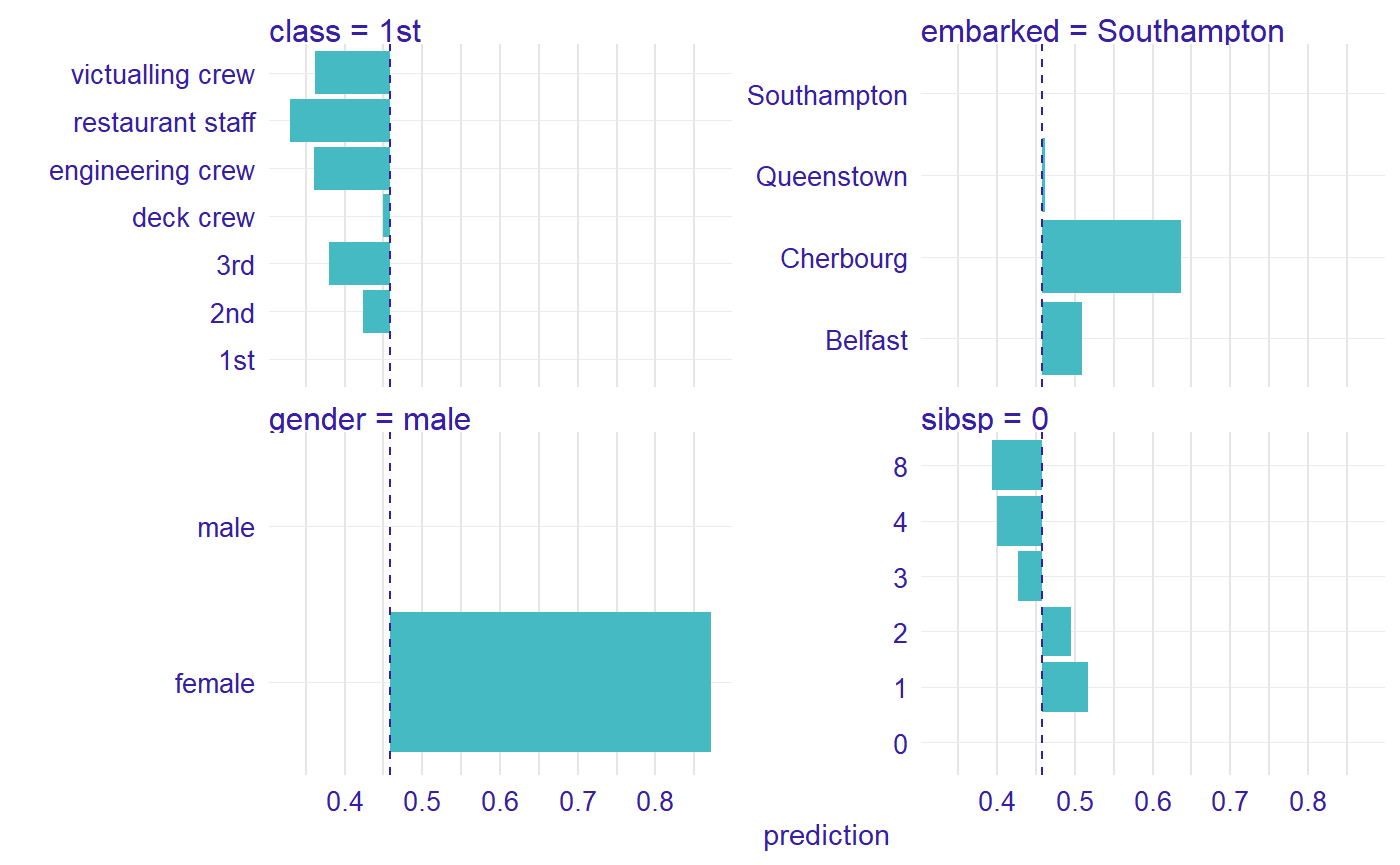 class = 1st
victualling crew
restaurant staff
engineering crew
deck crew
3rd
2nd
1st
embarked = Southampton
Southampton
Queenstown
Cherbourg
Belfast
gender = male
male
female
0.4 0.5 0.6 0.7 0.8
sibsp = 0
8
4
3
2
1
0
0.4 0.5 0.6 0.7 0.8
prediction